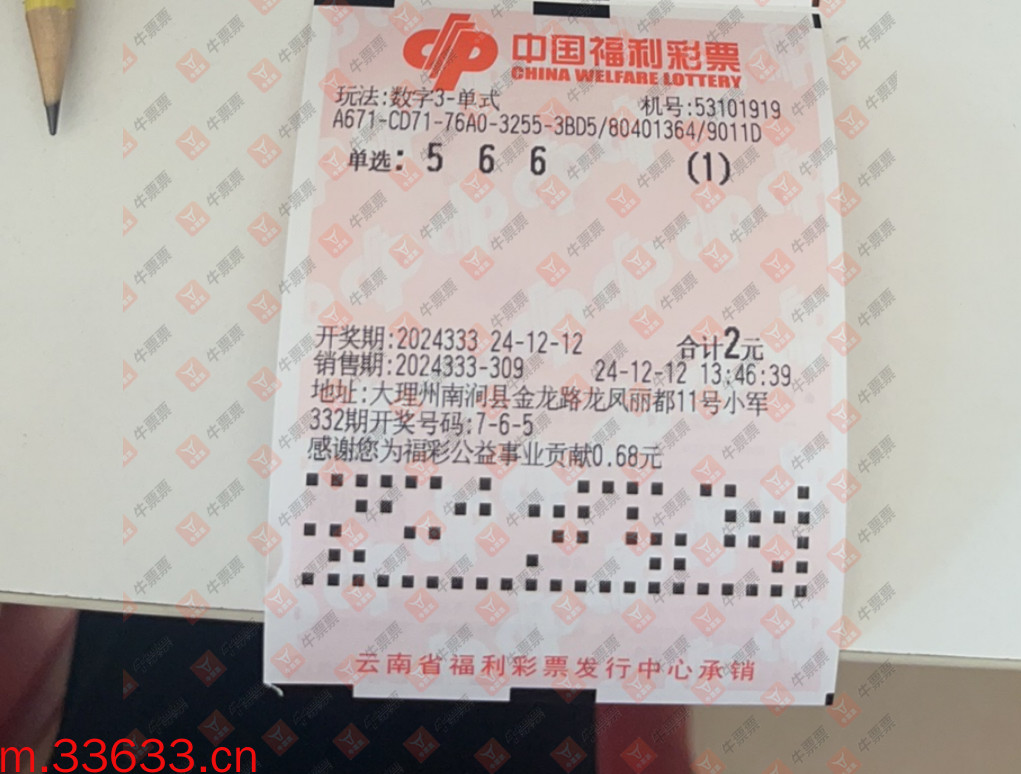 中国福利彩票
CHINA WELFARE LOTTERY
玩法:数字3-单式 机号:53101919
A671-CD71-76A0-3255-3BD5/80401364/9011D
单选: 5 6 6 (1)
开奖期:2024333 24-12-12 合计2元
销售期:2024333-309 24-12-12 13:46:39
地址:大理州南涧县金龙路龙凤丽都11号小军
332期开奖号码:7-6-5
感谢您为福彩公益事业贡献0.68元
云南省福利彩票发行中心承销
m.33633.cn
牛票票